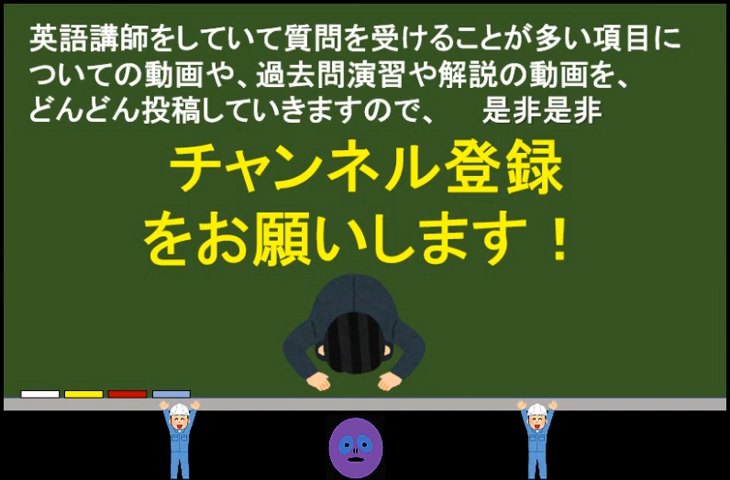 英語講師をしていて質問を受けることが多い項目に
ついての動画や、過去問演習や解説の動画を、
どんどん投稿していきますので、　是非是非
チャンネル登録
をお願いします！